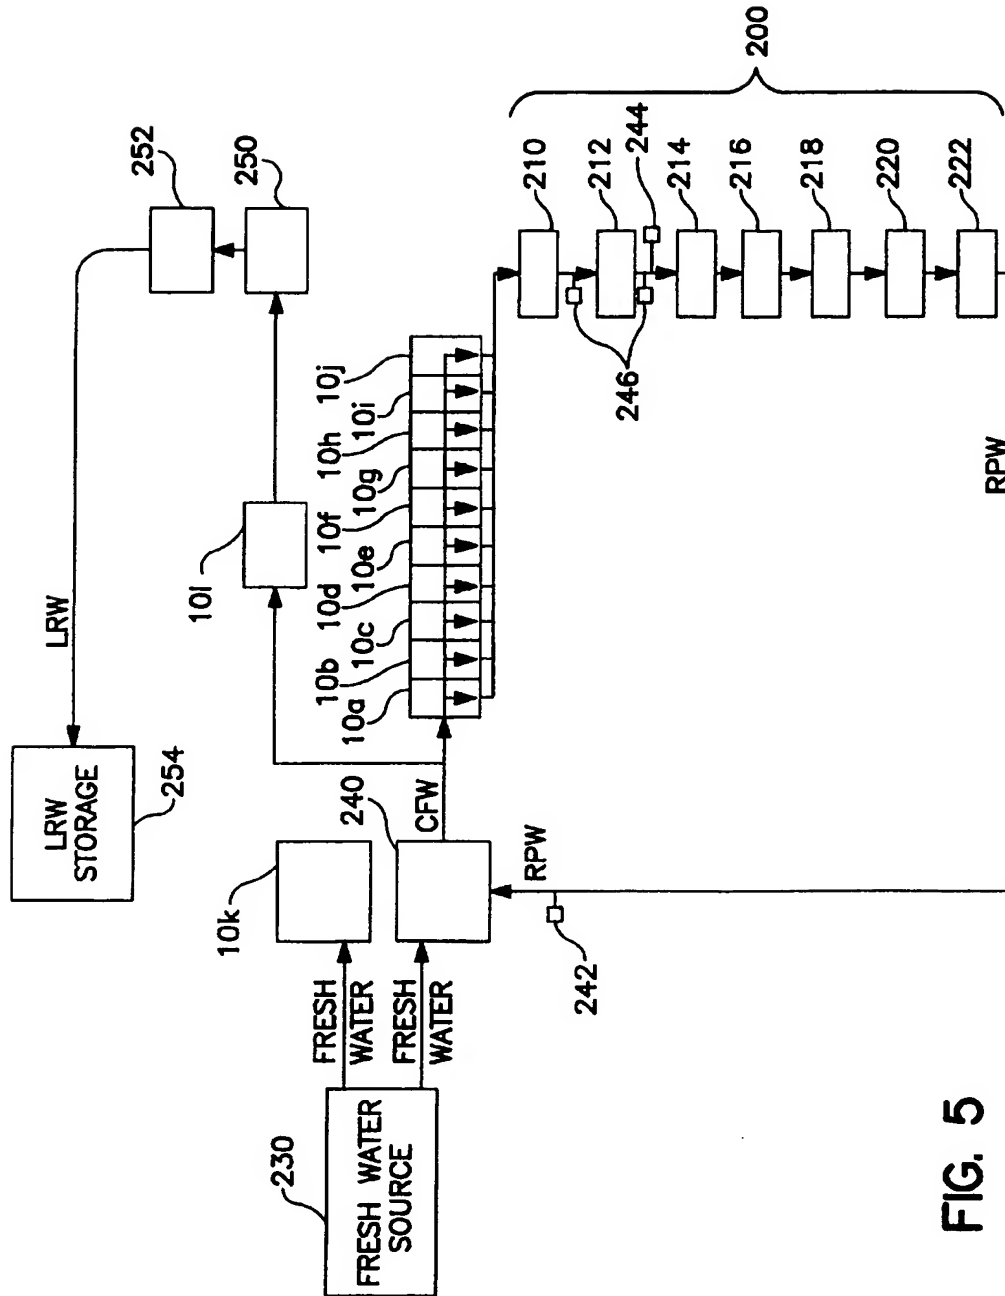 LRW
STORAGE
254
LRW
252
250
10l
10k
240
CFW
10a
10b
10c
10d
10e
10f
10g
10h
10i
10j
200
210
212
244
214
216
218
220
222
246
RPW
RPW
242
FRESH
WATER
FRESH
WATER
230
FRESH WATER
SOURCE
FIG. 5